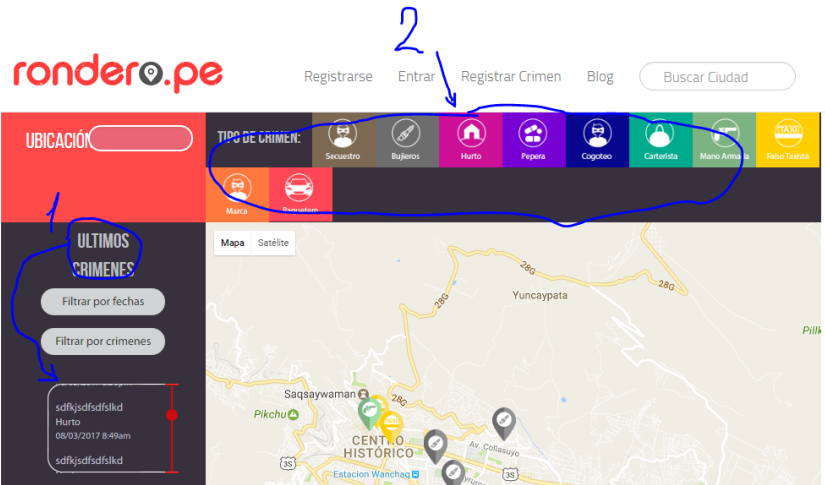 2
rondero.pe
Registrarse Entrar Registrar Crimen Blog Buscar Ciudad
UBICACIÓN
TIPO DE CRIMEN:
Secuestro Bujieros Hurto Pepera Cogoteo Carterista Mano Armada Falso Taxista
Marca Paquetero
1
ULTIMOS
CRIMENES
Filtrar por fechas
Filtrar por crimenes
sdfkjsdfsdfslkd
Hurto
08/03/2017 8:49am
sdfkjsdfsdfslkd
Mapa Satélite
28G
Yuncaypata
28G
28G
Pillk
Saqsaywaman
28G
Pikchu
CENTRO
HISTÓRICO
Av. Collasuyo
3S
Estacion Wanchaq
3S